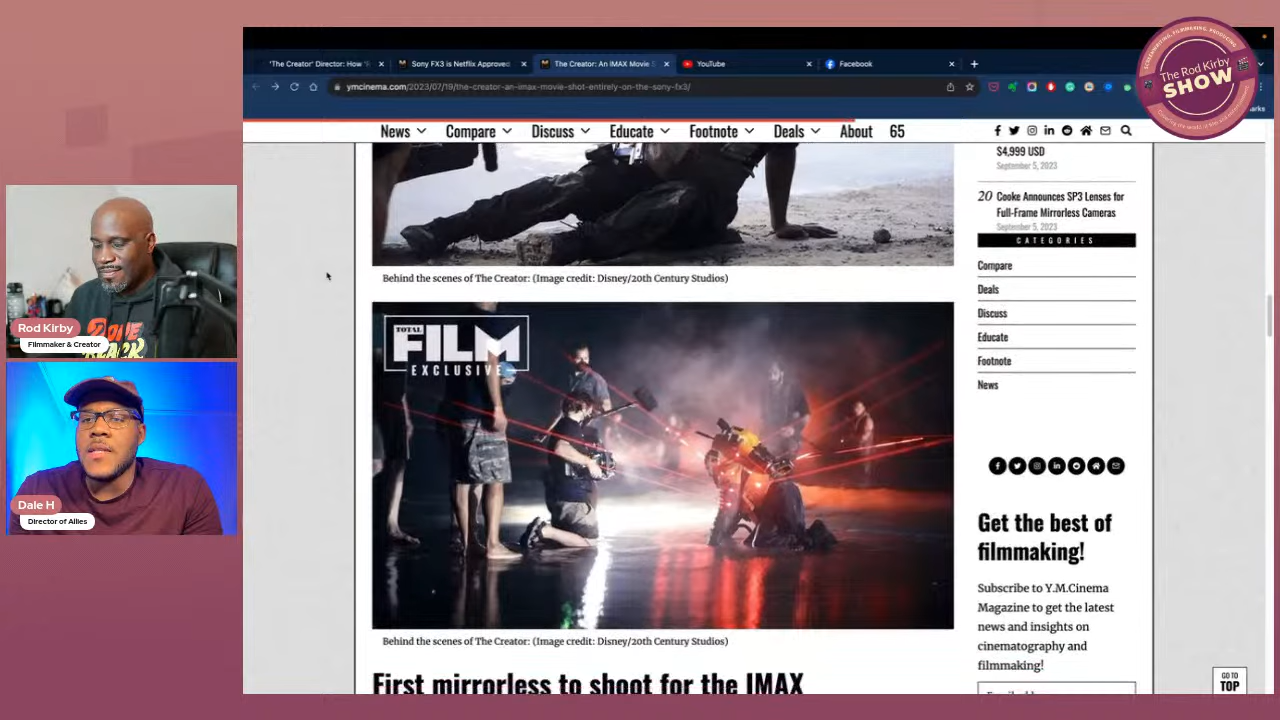 'The Creator' Director: How
Sony FX3 is Netflix Approved
The Creator: An IMAX Movie S
YouTube
Facebook
ymcinema.com/2023/07/19/the-creator-an-imax-movie-shot-entirely-on-the-sony-fx3/
The Rod Kirby
SHOW
SCREENWRITING, FILMMAKING, PRODUCING
News
Compare
Discuss
Educate
Footnote
Deals
About
65
$4,999 USD
September 5, 2023
20 Cooke Announces SP3 Lenses for
Full-Frame Mirrorless Cameras
September 5, 2023
CATEGORIES
Compare
Deals
Discuss
Educate
Footnote
News
Behind the scenes of The Creator: (Image credit: Disney/20th Century Studios)
TOTAL
FILM
EXCLUSIVE
Behind the scenes of The Creator: (Image credit: Disney/20th Century Studios)
First mirrorless to shoot for the IMAX
Get the best of
filmmaking!
Subscribe to Y.M.Cinema
Magazine to get the latest
news and insights on
cinematography and
filmmaking!
GO TO
TOP
Rod Kirby
Filmmaker & Creator
Dale H
Director of Allies